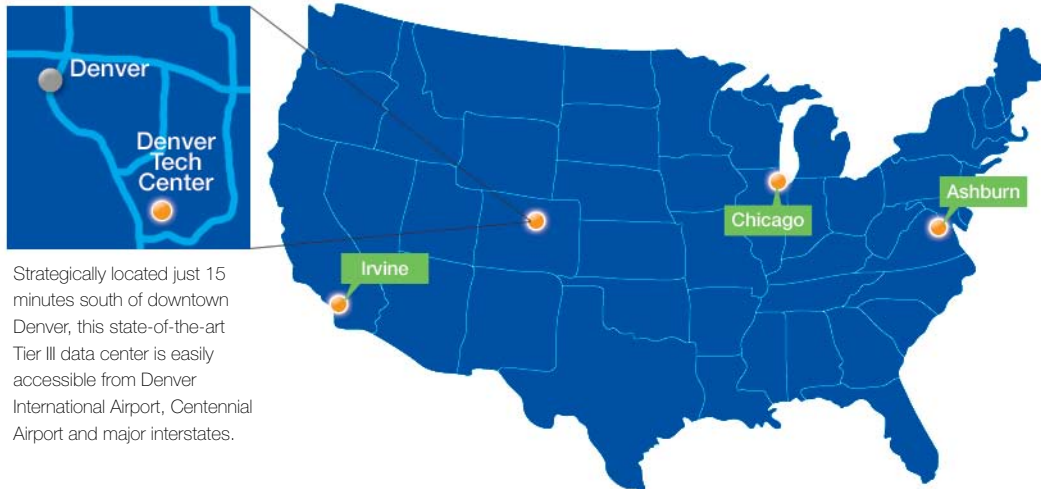 Denver
Denver
Tech
Center
Strategically located just 15
minutes south of downtown
Denver, this state-of-the-art
Tier III data center is easily
accessible from Denver
International Airport, Centennial
Airport and major interstates.
Irvine
Chicago
Ashburn